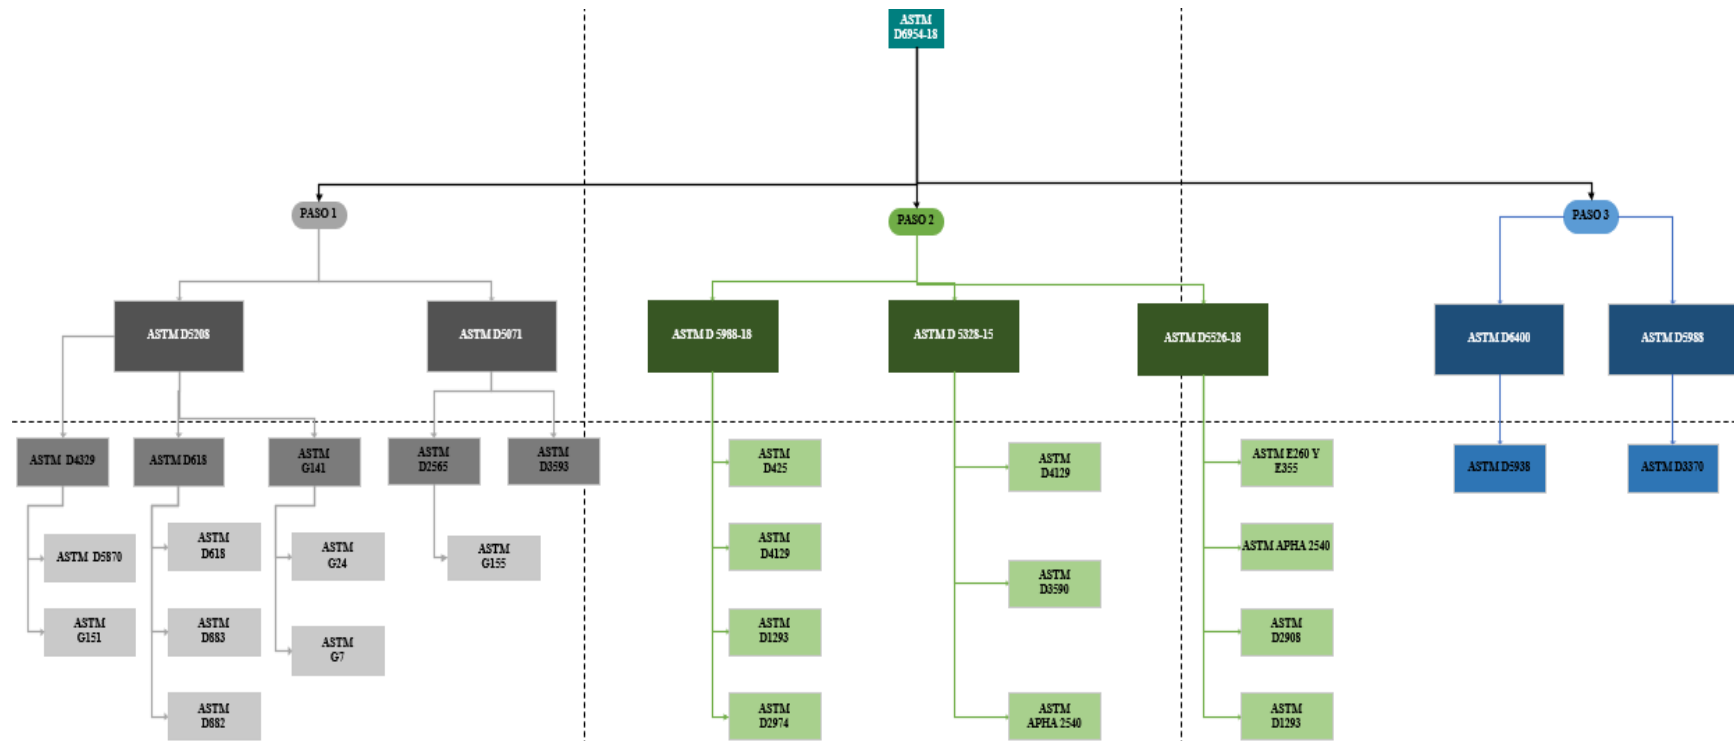 ASTM
D6954-18
PASO 1
PASO 2
PASO 3
ASTM D5208
ASTM D5071
ASTM D 5988-18
ASTM D 5328-15
ASTM D5526-18
ASTM D6400
ASTM D5988
ASTM D4329
ASTM D618
ASTM
G141
ASTM
D2565
ASTM
D3593
ASTM
D425
ASTM
D4129
ASTM E260 Y
E355
ASTM D5938
ASTM D3370
ASTM D5870
ASTM
D618
ASTM
G24
ASTM
G155
ASTM
D4129
ASTM
D3590
ASTM APHA 2540
ASTM
G151
ASTM
D883
ASTM
G7
ASTM
D1293
ASTM
D2908
ASTM
D882
ASTM
D2974
ASTM
APHA 2540
ASTM
D1293